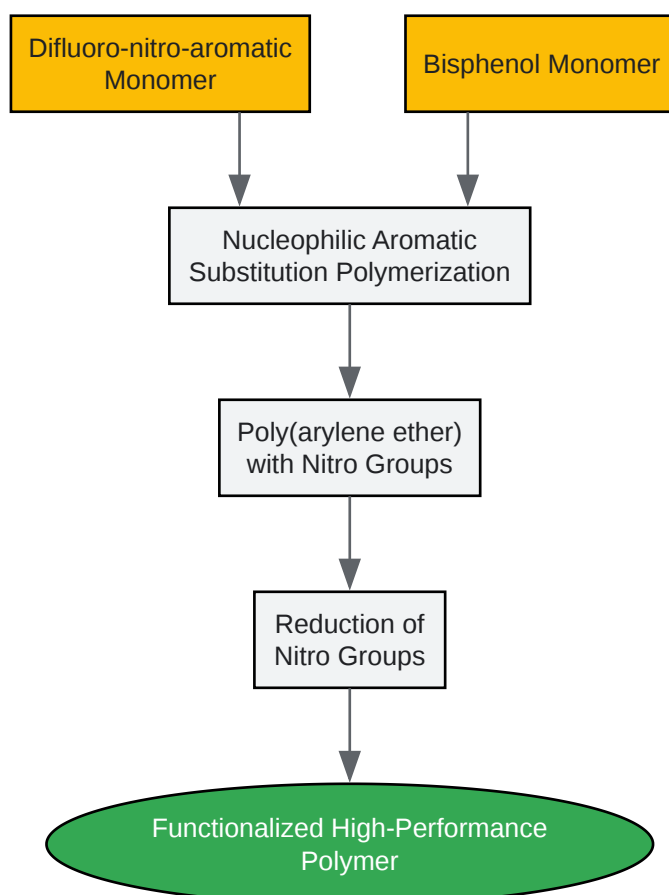 Difluoro-nitro-aromatic
Monomer
Bisphenol Monomer
Nucleophilic Aromatic
Substitution Polymerization
Poly(arylene ether)
with Nitro Groups
Reduction of
Nitro Groups
Functionalized High-Performance
Polymer